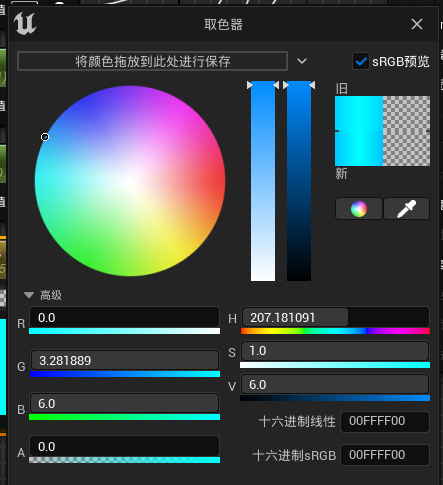 取色器
将颜色拖放到此处进行保存
sRGB预览
旧
新
高级
R 0.0
H 207.181091
G 3.281889
S 1.0
B 6.0
V 6.0
十六进制线性 00FFFF00
A 0.0
十六进制sRGB 00FFFF00